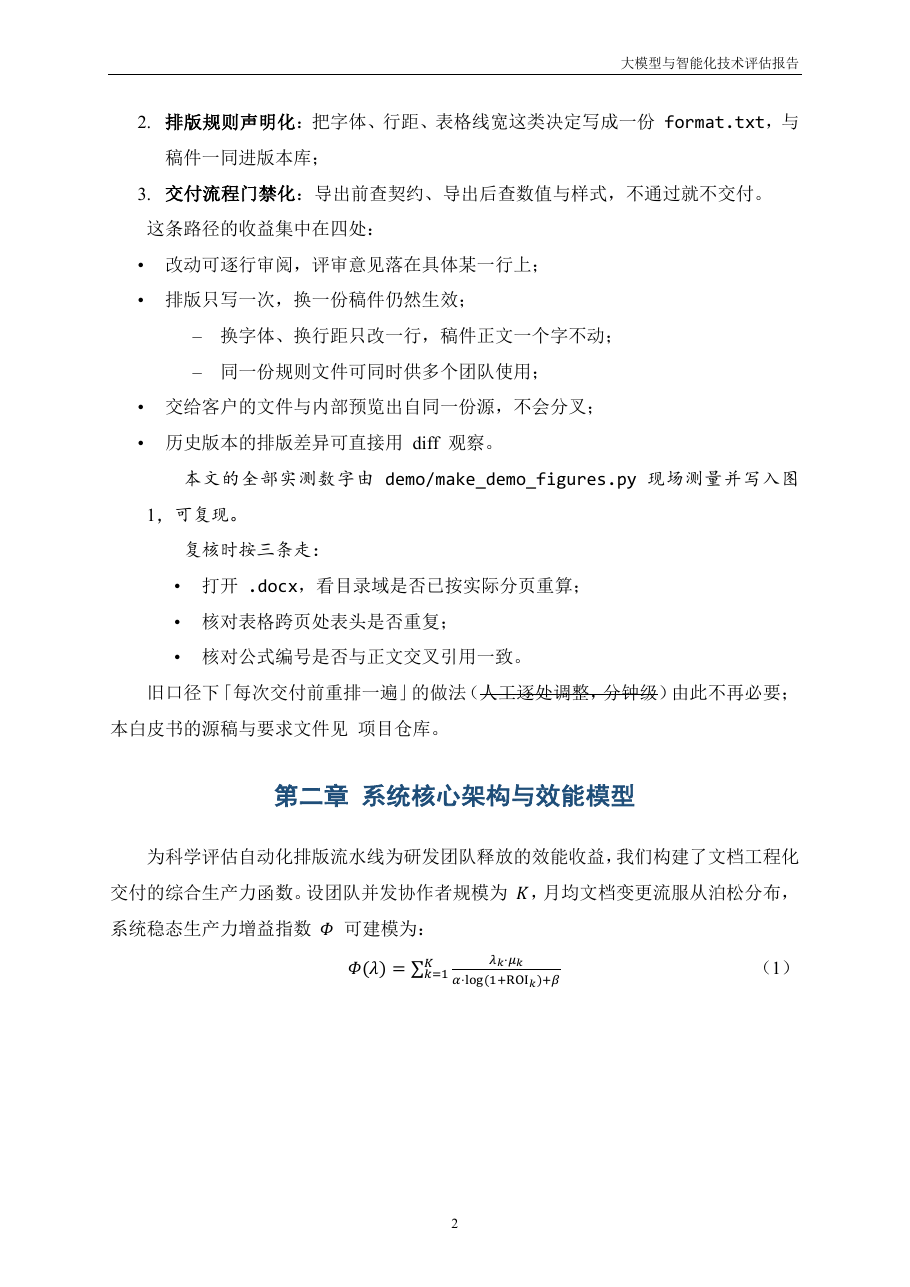 大模型与智能化技术评估报告
2. 排版规则声明化：把字体、行距、表格线宽这类决定写成一份 format.txt，与
稿件一同进版本库；
3. 交付流程门禁化：导出前查契约、导出后查数值与样式，不通过就不交付。
这条路径的收益集中在四处：
• 改动可逐行审阅，评审意见落在具体某一行上；
• 排版只写一次，换一份稿件仍然生效；
– 换字体、换行距只改一行，稿件正文一个字不动；
– 同一份规则文件可同时供多个团队使用；
• 交给客户的文件与内部预览出自同一份源，不会分叉；
• 历史版本的排版差异可直接用 diff 观察。
本文的全部实测数字由 demo/make_demo_figures.py 现场测量并写入图
1，可复现。
复核时按三条走：
• 打开 .docx，看目录域是否已按实际分页重算；
• 核对表格跨页处表头是否重复；
• 核对公式编号是否与正文交叉引用一致。
旧口径下「每次交付前重排一遍」的做法（人工逐处调整，分钟级）由此不再必要；
本白皮书的源稿与要求文件见 项目仓库。
第二章 系统核心架构与效能模型
为科学评估自动化排版流水线为研发团队释放的效能收益，我们构建了文档工程化
交付的综合生产力函数。设团队并发协作者规模为 K，月均文档变更流服从泊松分布，
系统稳态生产力增益指数 Φ 可建模为：
Φ(λ) = ∑_{k=1}^{K} \frac{λ_k·μ_k}{α·log(1+ROI_k)+β} （1）
2